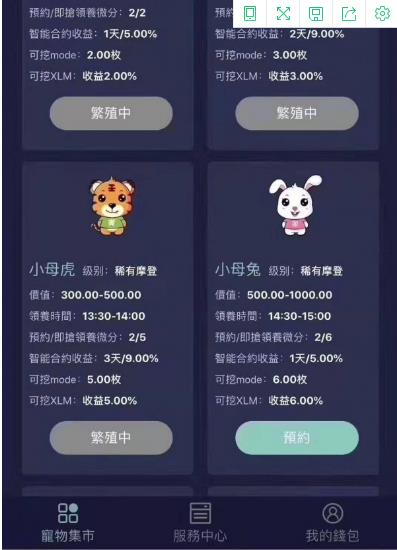 預約/即搶領養微分：2/2
智能合約收益：1天/5.00%
可挖mode：2.00枚
可挖XLM：收益2.00%
繁殖中
預約/即搶
智能合約收益：2天/9.00%
可挖mode：3.00枚
可挖XLM：收益3.00%
繁殖中
小母虎 级别：稀有摩登
價值：300.00-500.00
領養時間：13:30-14:00
預約/即搶領養微分：2/5
智能合約收益：3天/9.00%
可挖mode：5.00枚
可挖XLM：收益5.00%
繁殖中
小母兔 级别：稀有摩登
價值：500.00-1000.00
領養時間：14:30-15:00
預約/即搶領養微分：2/6
智能合約收益：1天/5.00%
可挖mode：6.00枚
可挖XLM：收益6.00%
預約
寵物集市
服務中心
我的錢包